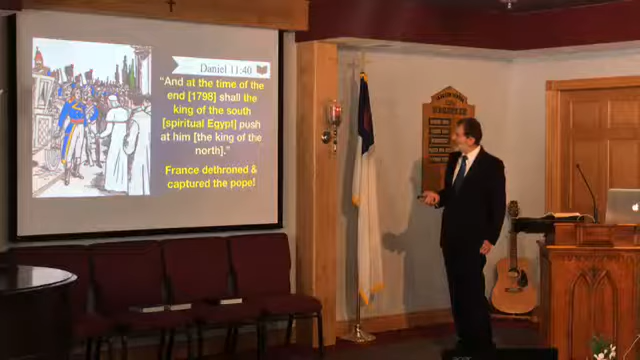 Daniel 11:40
"And at the time of the
end [1798] shall the
king of the south
[spiritual Egypt] push
at him [the king of the
north]."
France dethroned &
captured the pope!